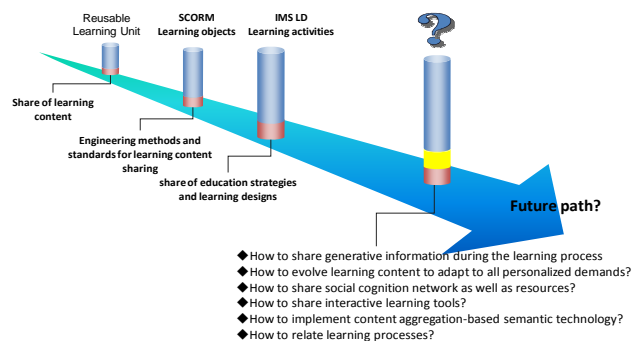 Reusable
Learning Unit
SCORM
Learning objects
IMS LD
Learning activities
?
Share of learning
content
Engineering methods and
standards for learning content
sharing
share of education strategies
and learning designs
Future path?
◆How to share generative information during the learning process
◆How to evolve learning content to adapt to all personalized demands?
◆How to share social cognition network as well as resources?
◆How to share interactive learning tools?
◆How to implement content aggregation-based semantic technology?
◆How to relate learning processes?